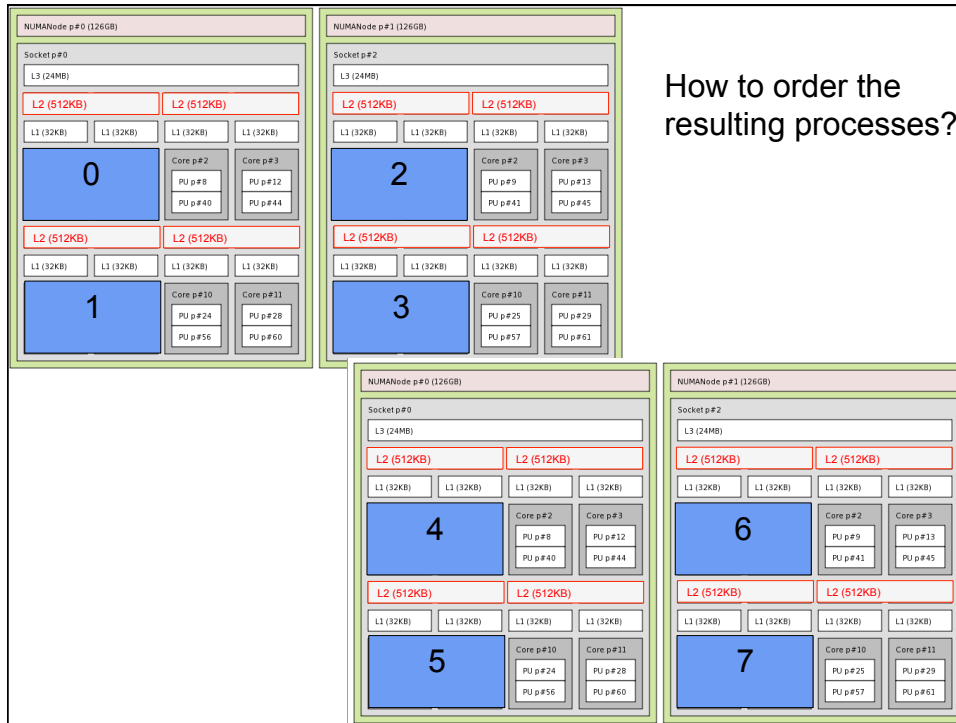 NUMANode p#0 (126GB)
Socket p#0
L3 (24MB)
L2 (512KB) L2 (512KB)
L1 (32KB) L1 (32KB) L1 (32KB) L1 (32KB)
0
Core p#2 Core p#3
PU p#8 PU p#12
PU p#40 PU p#44
L2 (512KB) L2 (512KB)
L1 (32KB) L1 (32KB) L1 (32KB) L1 (32KB)
1
Core p#10 Core p#11
PU p#24 PU p#28
PU p#56 PU p#60
NUMANode p#1 (126GB)
Socket p#2
L3 (24MB)
L2 (512KB) L2 (512KB)
L1 (32KB) L1 (32KB) L1 (32KB) L1 (32KB)
2
Core p#2 Core p#3
PU p#9 PU p#13
PU p#41 PU p#45
L2 (512KB) L2 (512KB)
L1 (32KB) L1 (32KB) L1 (32KB) L1 (32KB)
3
Core p#10 Core p#11
PU p#25 PU p#29
PU p#57 PU p#61
How to order the
resulting processes?
NUMANode p#0 (126GB)
Socket p#0
L3 (24MB)
L2 (512KB) L2 (512KB)
L1 (32KB) L1 (32KB) L1 (32KB) L1 (32KB)
4
Core p#2 Core p#3
PU p#8 PU p#12
PU p#40 PU p#44
L2 (512KB) L2 (512KB)
L1 (32KB) L1 (32KB) L1 (32KB) L1 (32KB)
5
Core p#10 Core p#11
PU p#24 PU p#28
PU p#56 PU p#60
NUMANode p#1 (126GB)
Socket p#2
L3 (24MB)
L2 (512KB) L2 (512KB)
L1 (32KB) L1 (32KB) L1 (32KB) L1 (32KB)
6
Core p#2 Core p#3
PU p#9 PU p#13
PU p#41 PU p#45
L2 (512KB) L2 (512KB)
L1 (32KB) L1 (32KB) L1 (32KB) L1 (32KB)
7
Core p#10 Core p#11
PU p#25 PU p#29
PU p#57 PU p#61